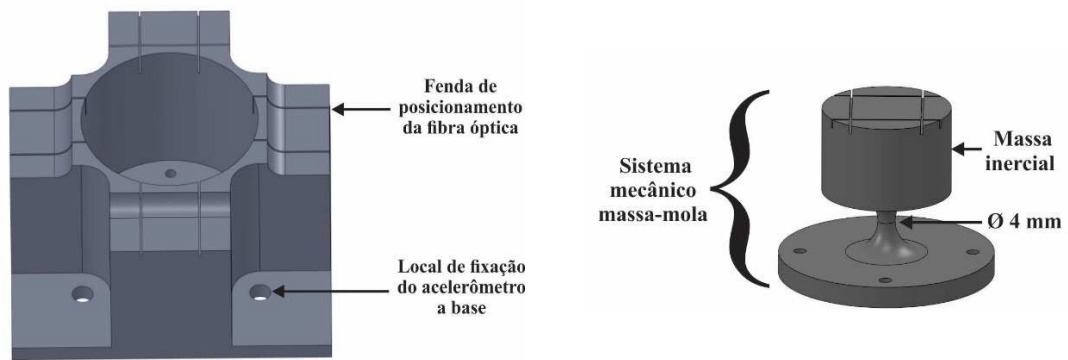 Fenda de
posicionamento
da fibra óptica
Local de fixação
do acelerômetro
a base
Sistema
mecânico
massa-mola
Massa
inercial
Ø 4 mm